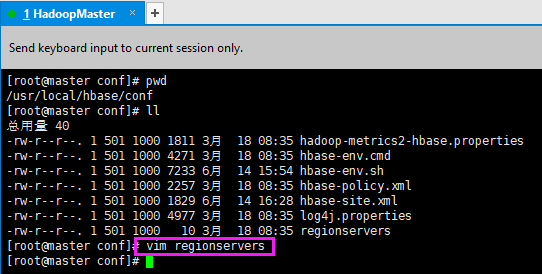 1 HadoopMaster × +
Send keyboard input to current session only.
[root@master conf]# pwd
/usr/local/hbase/conf
[root@master conf]# ll
总用量 40
-rw-r--r--. 1 501 1000 1811 3月  18 08:35 hadoop-metrics2-hbase.properties
-rw-r--r--. 1 501 1000 4271 3月  18 08:35 hbase-env.cmd
-rw-r--r--. 1 501 1000 7233 6月  14 15:54 hbase-env.sh
-rw-r--r--. 1 501 1000 2257 3月  18 08:35 hbase-policy.xml
-rw-r--r--. 1 501 1000 1829 6月  14 16:28 hbase-site.xml
-rw-r--r--. 1 501 1000 4977 3月  18 08:35 log4j.properties
-rw-r--r--. 1 501 1000   10 3月  18 08:35 regionservers
[root@master conf]# vim regionservers
[root@master conf]#